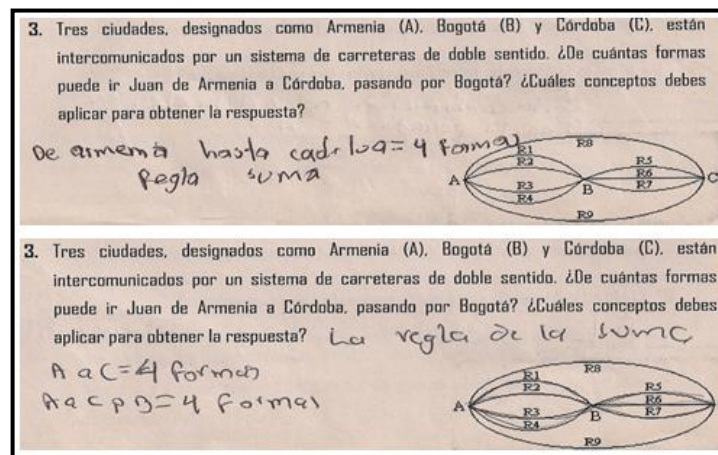 3. Tres ciudades, designados como Armenia (A), Bogotá (B) y Córdoba (C), están
intercomunicados por un sistema de carreteras de doble sentido. ¿De cuántas formas
puede ir Juan de Armenia a Córdoba, pasando por Bogotá? ¿Cuáles conceptos debes
aplicar para obtener la respuesta?
De armenia hasta = 4 formas
Regla suma
R8
R1
R2
R5
R6
A
B
C
R3
R7
R4
R9
3. Tres ciudades, designados como Armenia (A), Bogotá (B) y Córdoba (C), están
intercomunicados por un sistema de carreteras de doble sentido. ¿De cuántas formas
puede ir Juan de Armenia a Córdoba, pasando por Bogotá? ¿Cuáles conceptos debes
aplicar para obtener la respuesta? La regla de la suma
A a C = 4 formas
A a C p B = 4 formas
R8
R1
R2
R5
R6
A
B
R3
R7
R4
R9